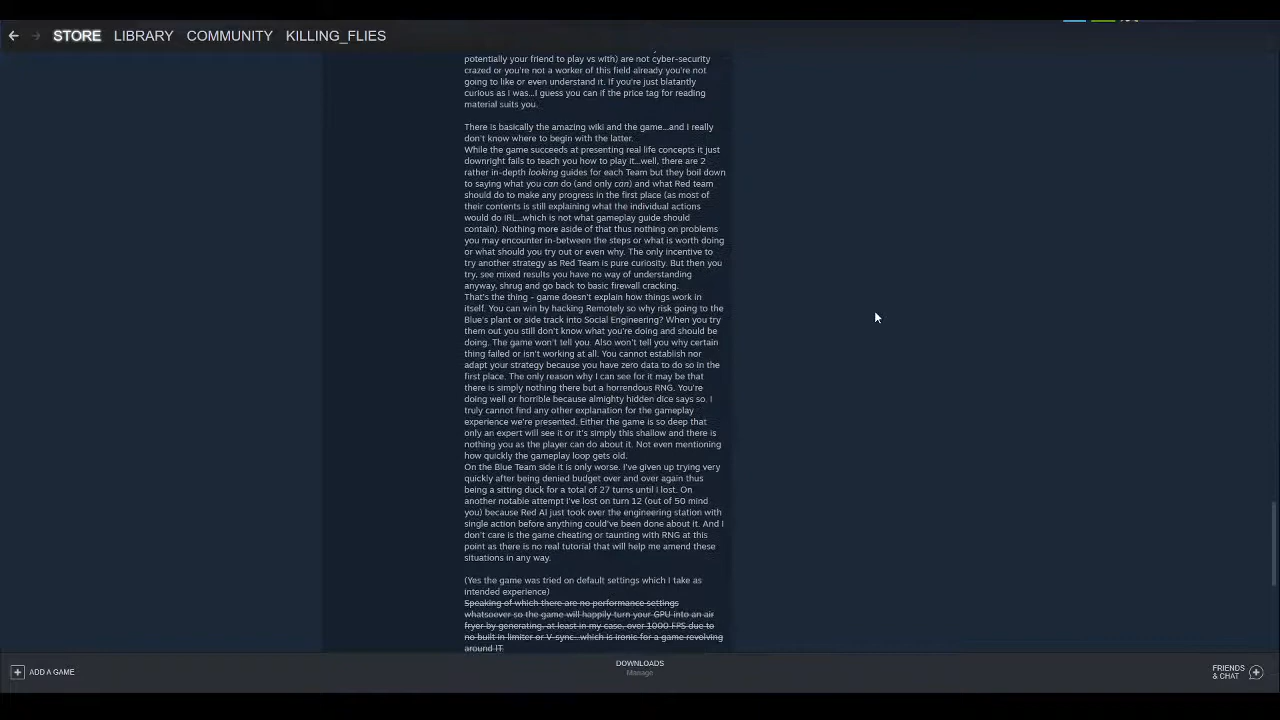 STORE LIBRARY COMMUNITY KILLING_FLIES
potentially your friend to play vs with) are not cyber-security
crazed or you're not a worker of this field already you're not
going to like or even understand it. If you're just blatantly
curious as i was...I guess you can if the price tag for reading
material suits you.
There is basically the amazing wiki and the game...and I really
don't know where to begin with the latter.
While the game succeeds at presenting real life concepts it just
downright fails to teach you how to play it...well, there are 2
rather in-depth looking guides for each Team but they boil down
to saying what you can do (and only can) and what Red team
should do to make any progress in the first place (as most of
their contents is still explaining what the individual actions
would do IRL...which is not what gameplay guide should
contain). Nothing more aside of that thus nothing on problems
you may encounter in-between the steps or what is worth doing
or what should you try out or even why. The only incentive to
try another strategy as Red Team is pure curiosity. But then you
try, see mixed results you have no way of understanding
anyway, shrug and go back to basic firewall cracking.
That's the thing - game doesn't explain how things work in
itself. You can win by hacking Remotely so why risk going to the
Blue's plant or side track into Social Engineering? When you try
them out you still don't know what you're doing and should be
doing. The game won't tell you. Also won't tell you why certain
thing failed or isn't working at all. You cannot establish nor
adapt your strategy because you have zero data to do so in the
first place. The only reason why I can see for it may be that
there is simply nothing there but a horrendous RNG. You're
doing well or horrible because almighty hidden dice says so. I
truly cannot find any other explanation for the gameplay
experience we're presented. Either the game is so deep that
only an expert will see it or it's simply this shallow and there is
nothing you as the player can do about it. Not even mentioning
how quickly the gameplay loop gets old.
On the Blue Team side it is only worse. I've given up trying very
quickly after being denied budget over and over again thus
being a sitting duck for a total of 27 turns until I lost. On
another notable attempt I've lost on turn 12 (out of 50 mind
you) because Red AI just took over the engineering station with
single action before anything could've been done about it. And I
don't care is the game cheating or taunting with RNG at this
point as there is no real tutorial that will help me amend these
situations in any way.
(Yes the game was tried on default settings which I take as
intended experience)
Speaking of which there are no performance settings
whatsoever so the game will happily turn your GPU into an air
fryer by generating, at least in my case, over 1000 FPS due to
no built in limiter or V-sync...which is ironic for a game revolving
around IT.
ADD A GAME
DOWNLOADS
Manage
FRIENDS
& CHAT